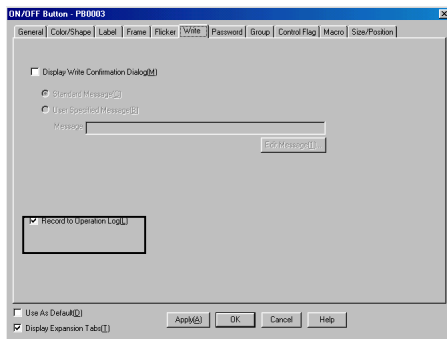 ON/OFF Button - PB0003
General Color/Shape Label Frame Flicker Write Password Group Control Flag Macro Size/Position
Display Write Confirmation Dialog(M)
Standard Message(S)
User Specified Message(R)
Message
Edit Message(I)...
Record to Operation Log(L)
Use As Default(D)
Display Expansion Tabs(T)
Apply(A) OK Cancel Help